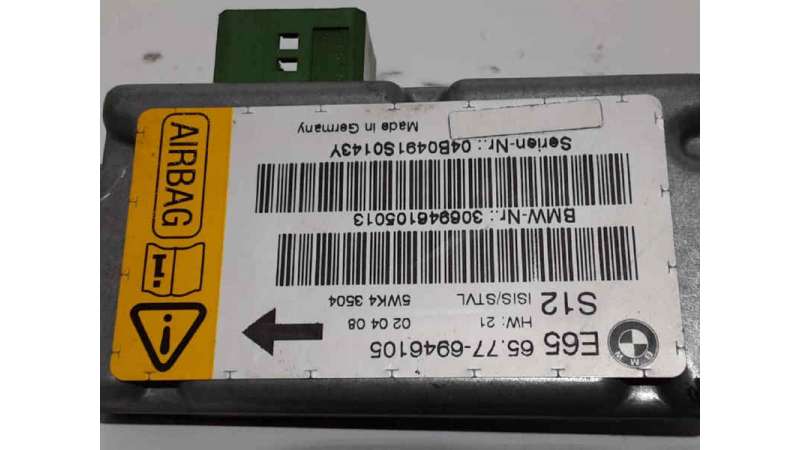 BMW
E65 65.77-6946105
HW: 21 02 04 08
S12 ISIS/STVL 5WK4 3504
BMW-Nr.: 306946105013
Serien-Nr.: 04B0491S0143Y
Made in Germany
AIRBAG
i